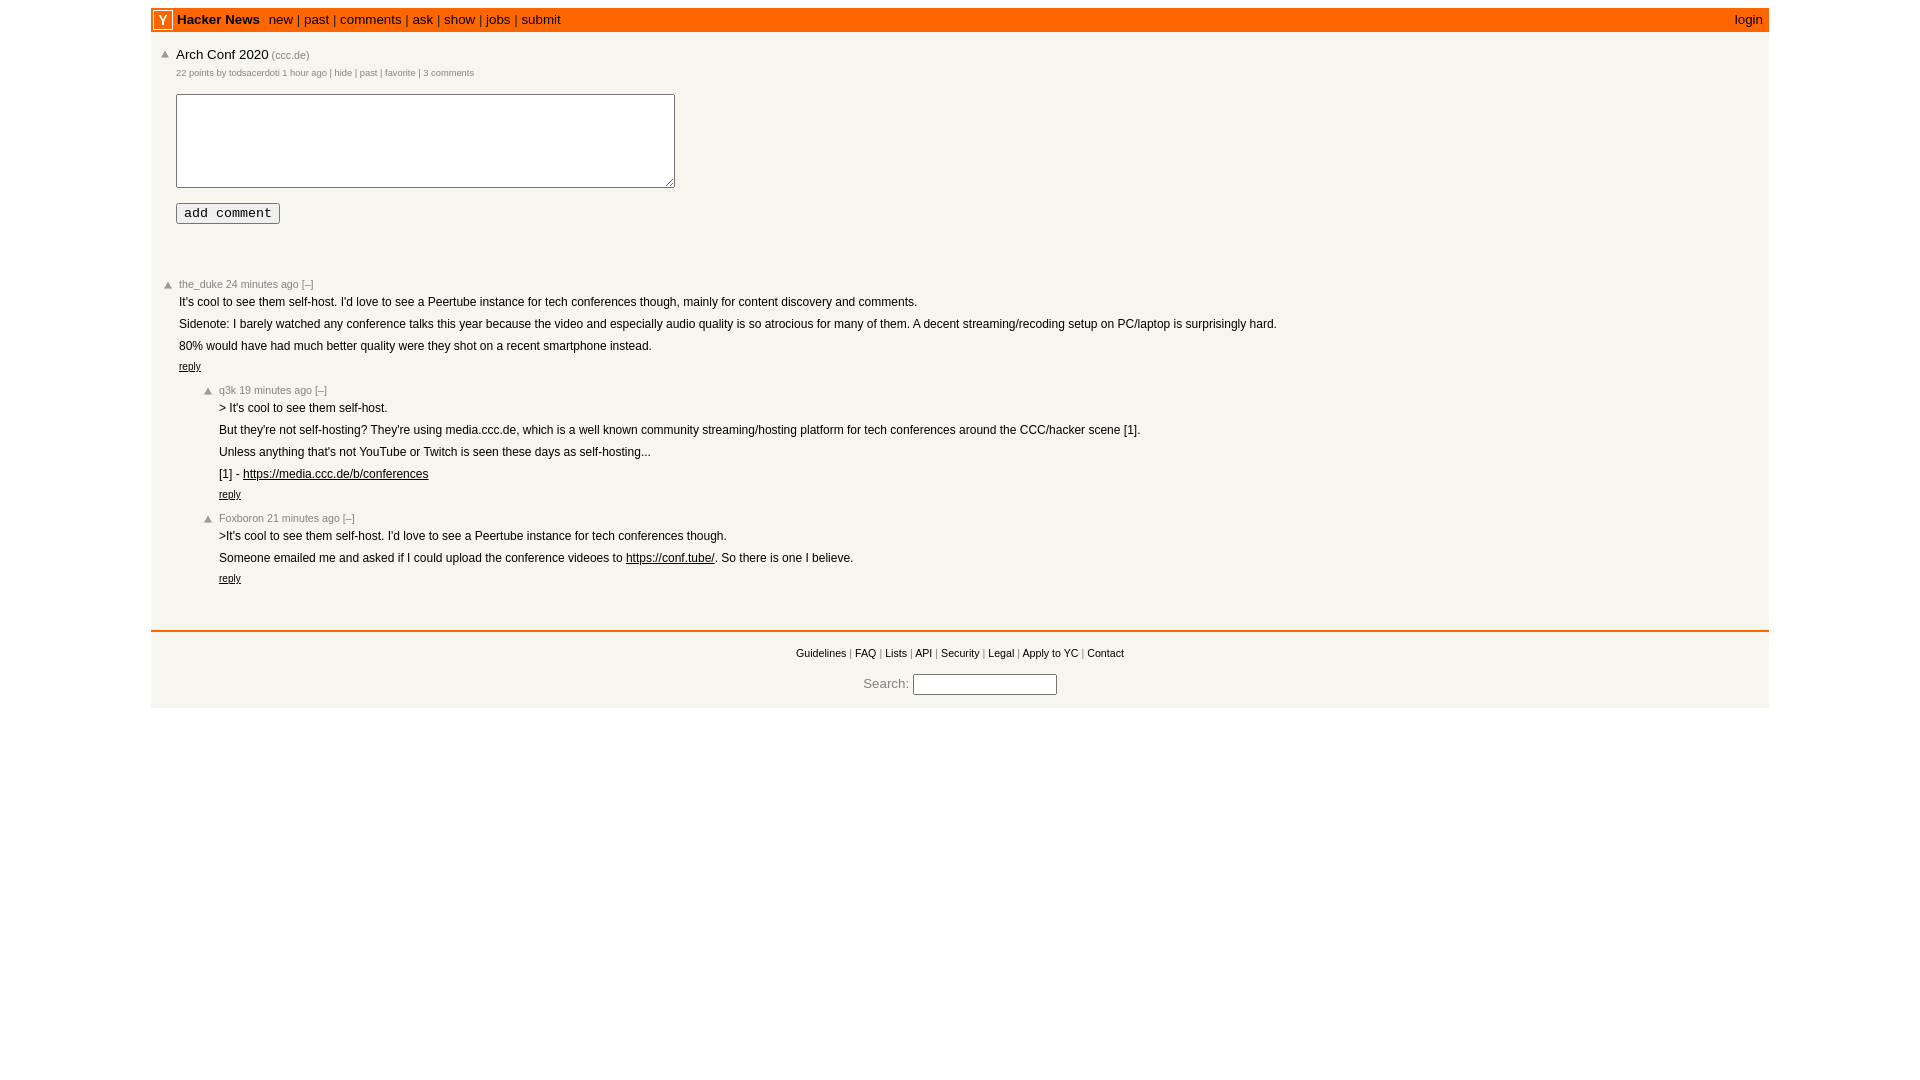 Y Hacker News new | past | comments | ask | show | jobs | submit login
Arch Conf 2020 (ccc.de)
22 points by todsacerdoti 1 hour ago | hide | past | favorite | 3 comments
add comment
the_duke 24 minutes ago [–]
It's cool to see them self-host. I'd love to see a Peertube instance for tech conferences though, mainly for content discovery and comments.
Sidenote: I barely watched any conference talks this year because the video and especially audio quality is so atrocious for many of them. A decent streaming/recoding setup on PC/laptop is surprisingly hard.
80% would have had much better quality were they shot on a recent smartphone instead.
reply
q3k 19 minutes ago [–]
> It's cool to see them self-host.
But they're not self-hosting? They're using media.ccc.de, which is a well known community streaming/hosting platform for tech conferences around the CCC/hacker scene [1].
Unless anything that's not YouTube or Twitch is seen these days as self-hosting...
[1] - https://media.ccc.de/b/conferences
reply
Foxboron 21 minutes ago [–]
>It's cool to see them self-host. I'd love to see a Peertube instance for tech conferences though.
Someone emailed me and asked if I could upload the conference videoes to https://conf.tube/. So there is one I believe.
reply
Guidelines | FAQ | Lists | API | Security | Legal | Apply to YC | Contact
Search: